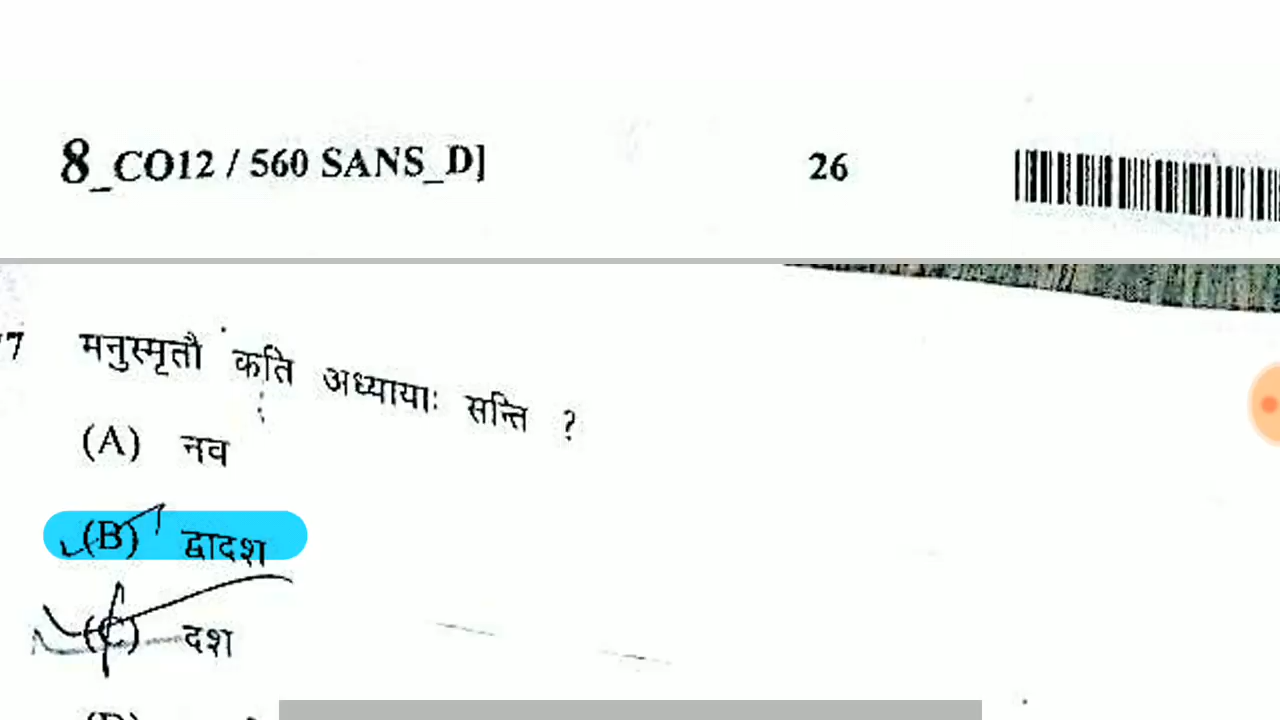 8_CO12 / 560 SANS_D]
26
7 मनुस्मृतौ कति अध्यायाः सन्ति ?
(A) नव
(B) द्वादश
(C) दश